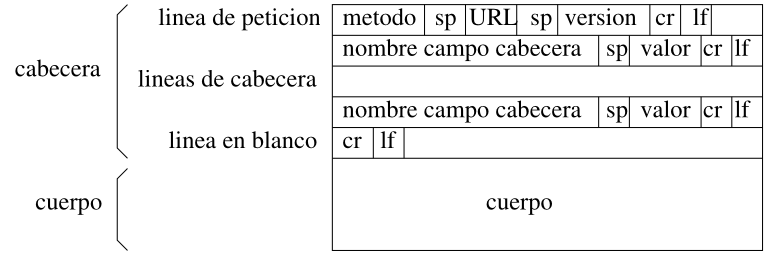 linea de peticion metodo sp URL sp version cr lf
nombre campo cabecera sp valor cr lf
cabecera
lineas de cabecera
nombre campo cabecera sp valor cr lf
linea en blanco cr lf
cuerpo cuerpo